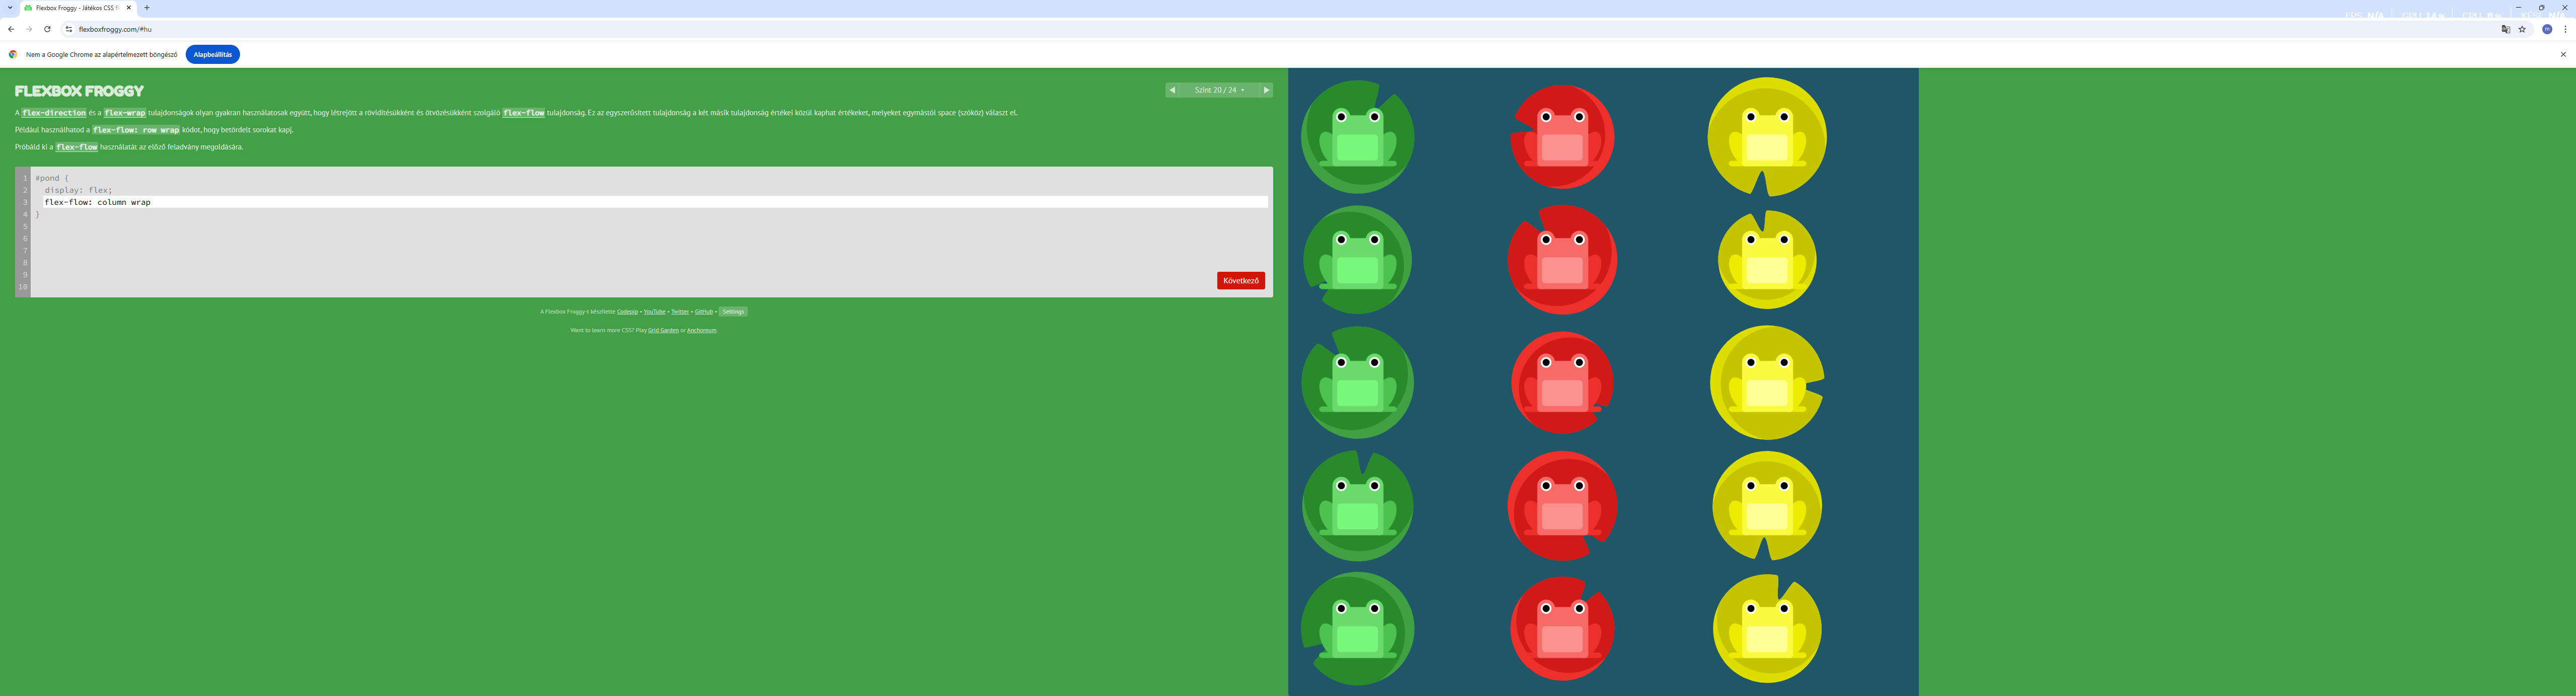 Flexbox Froggy - Játékos CSS f
flexboxfroggy.com/#hu
Nem a Google Chrome az alapértelmezett böngésző
Alapbeállítás
FLEXBOX FROGGY
Szint 20 / 24
A flex-direction és a flex-wrap tulajdonságok olyan gyakran használatosak együtt, hogy létrejött a rövidítésükként és ötvözésükként szolgáló flex-flow tulajdonság. Ez az egyszerűsített tulajdonság a két másik tulajdonság értékei közül kaphat értékeket, melyeket egymástól space (szóköz) választ el.
Például használhatod a flex-flow: row wrap kódot, hogy betördelt sorokat kapj.
Próbáld ki a flex-flow használatát az előző feladvány megoldására.
1 #pond {
2 display: flex;
3 flex-flow: column wrap
4 }
5
6
7
8
9
10
Következő
A Flexbox Froggy-t készítette Codepip • YouTube • Twitter • GitHub • Settings
Want to learn more CSS? Play Grid Garden or Anchoreum.